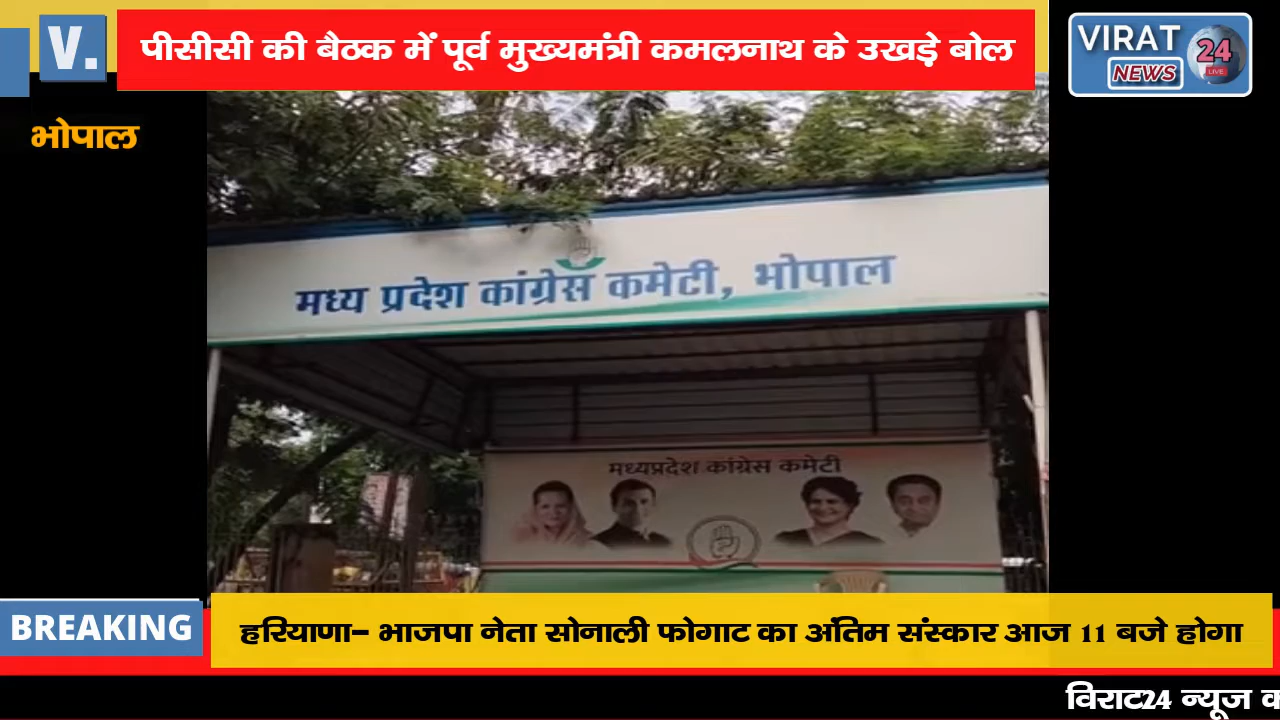 V.
पीसीसी की बैठक में पूर्व मुख्यमंत्री कमलनाथ के उखड़े बोल
VIRAT
24
NEWS
LIVE
भोपाल
मध्य प्रदेश कांग्रेस कमेटी, भोपाल
मध्यप्रदेश कांग्रेस कमेटी
BREAKING
हरियाणा- भाजपा नेता सोनाली फोगाट का अंतिम संस्कार आज 11 बजे होगा
विराट24 न्यूज